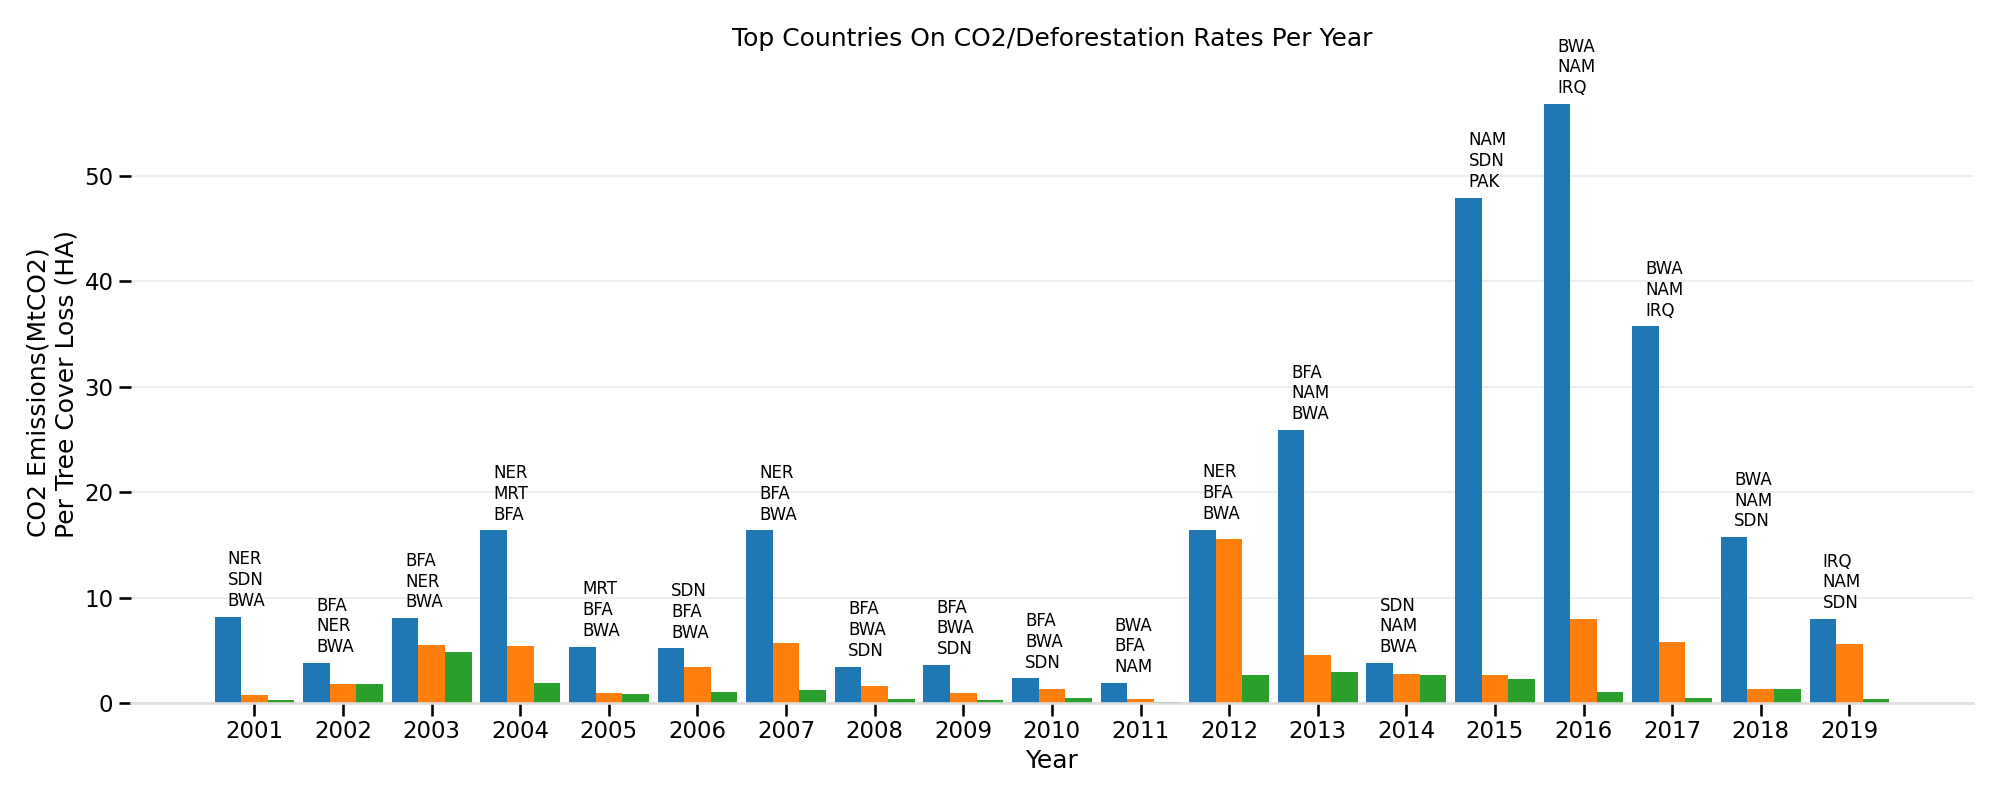 Top Countries On CO2/Deforestation Rates Per Year
CO2 Emissions(MtCO2)
Per Tree Cover Loss (HA)
50
40
30
20
10
0
NER
SDN
BWA
BFA
NER
BWA
BFA
NER
BWA
NER
MRT
BFA
MRT
BFA
BWA
SDN
BFA
BWA
NER
BFA
BWA
BFA
BWA
SDN
BFA
BWA
SDN
BFA
BWA
SDN
BWA
BFA
NAM
NER
BFA
BWA
BFA
NAM
BWA
SDN
NAM
BWA
NAM
SDN
PAK
BWA
NAM
IRQ
BWA
NAM
IRQ
BWA
NAM
SDN
IRQ
NAM
SDN
2001 2002 2003 2004 2005 2006 2007 2008 2009 2010 2011 2012 2013 2014 2015 2016 2017 2018 2019
Year